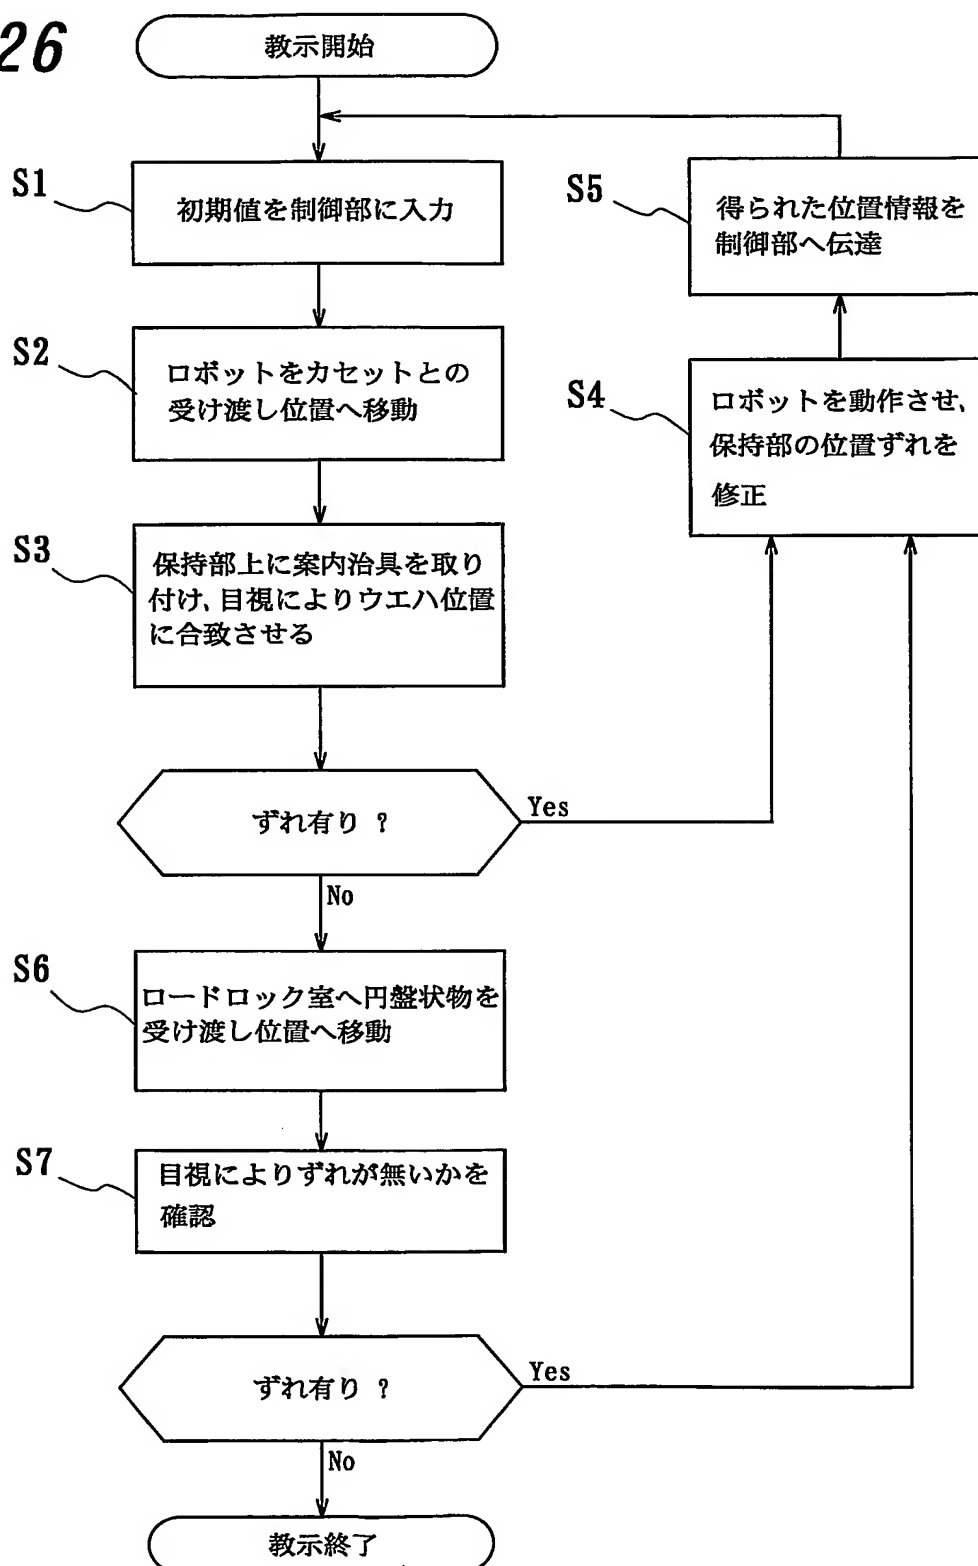 26
教示開始
S1
初期値を制御部に入力
S2
ロボットをカセットとの
受け渡し位置へ移動
S3
保持部上に案内治具を取り
付け、目視によりウエハ位置
に合致させる
ずれ有り ?
Yes
No
S4
ロボットを動作させ、
保持部の位置ずれを
修正
S5
得られた位置情報を
制御部へ伝達
S6
ロードロック室へ円盤状物を
受け渡し位置へ移動
S7
目視によりずれが無いかを
確認
ずれ有り ?
Yes
No
教示終了